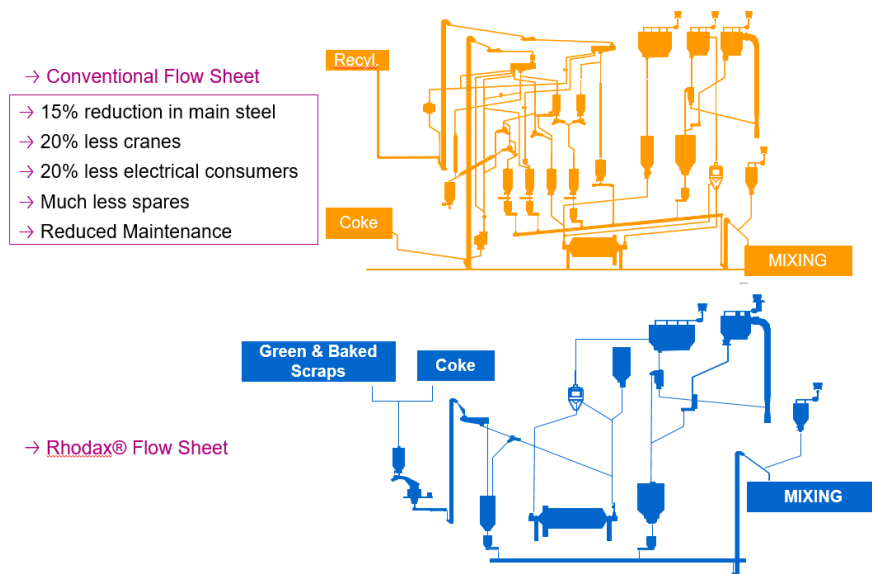 → Conventional Flow Sheet
→ 15% reduction in main steel
→ 20% less cranes
→ 20% less electrical consumers
→ Much less spares
→ Reduced Maintenance
Recyl.
Coke
MIXING
Green & Baked
Scraps
Coke
→ Rhodax® Flow Sheet
MIXING